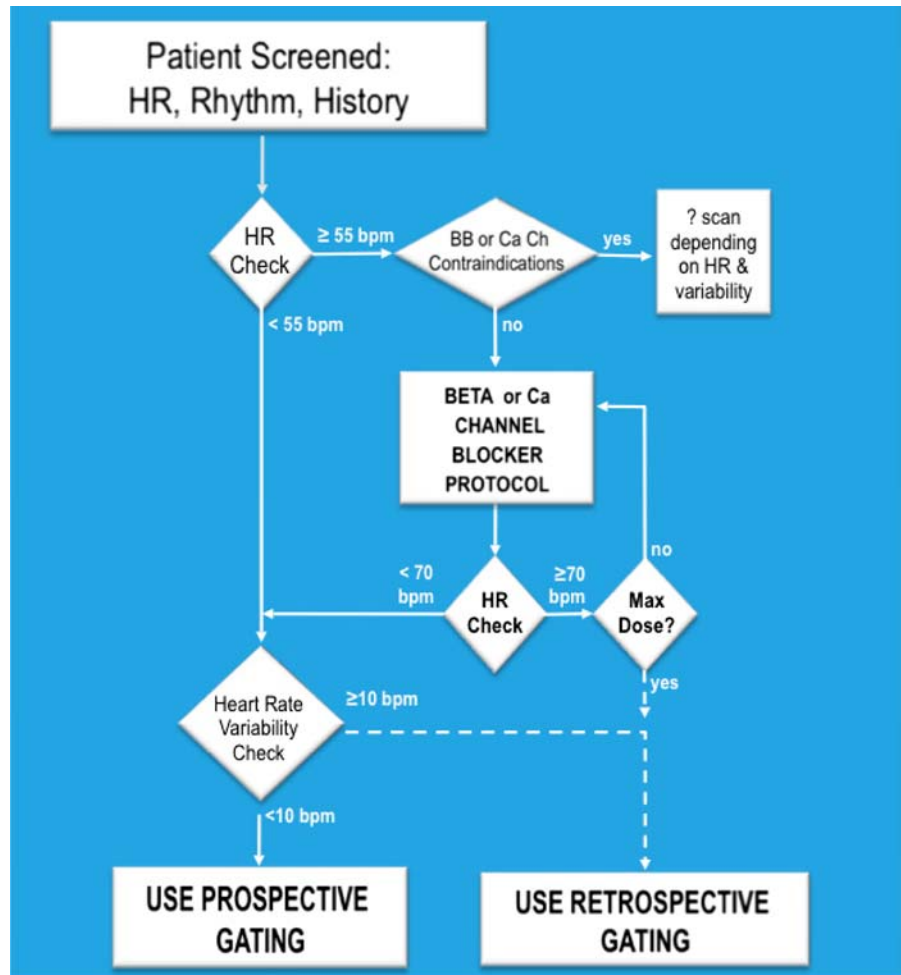 Patient Screened:
HR, Rhythm, History
HR
Check
≥ 55 bpm
BB or Ca Ch
Contraindications
yes
? scan
depending
on HR &
variability
< 55 bpm
no
BETA or Ca
CHANNEL
BLOCKER
PROTOCOL
< 70
bpm
HR
Check
≥70
bpm
Max
Dose?
no
yes
Heart Rate
Variability
Check
≥10 bpm
<10 bpm
USE PROSPECTIVE
GATING
USE RETROSPECTIVE
GATING